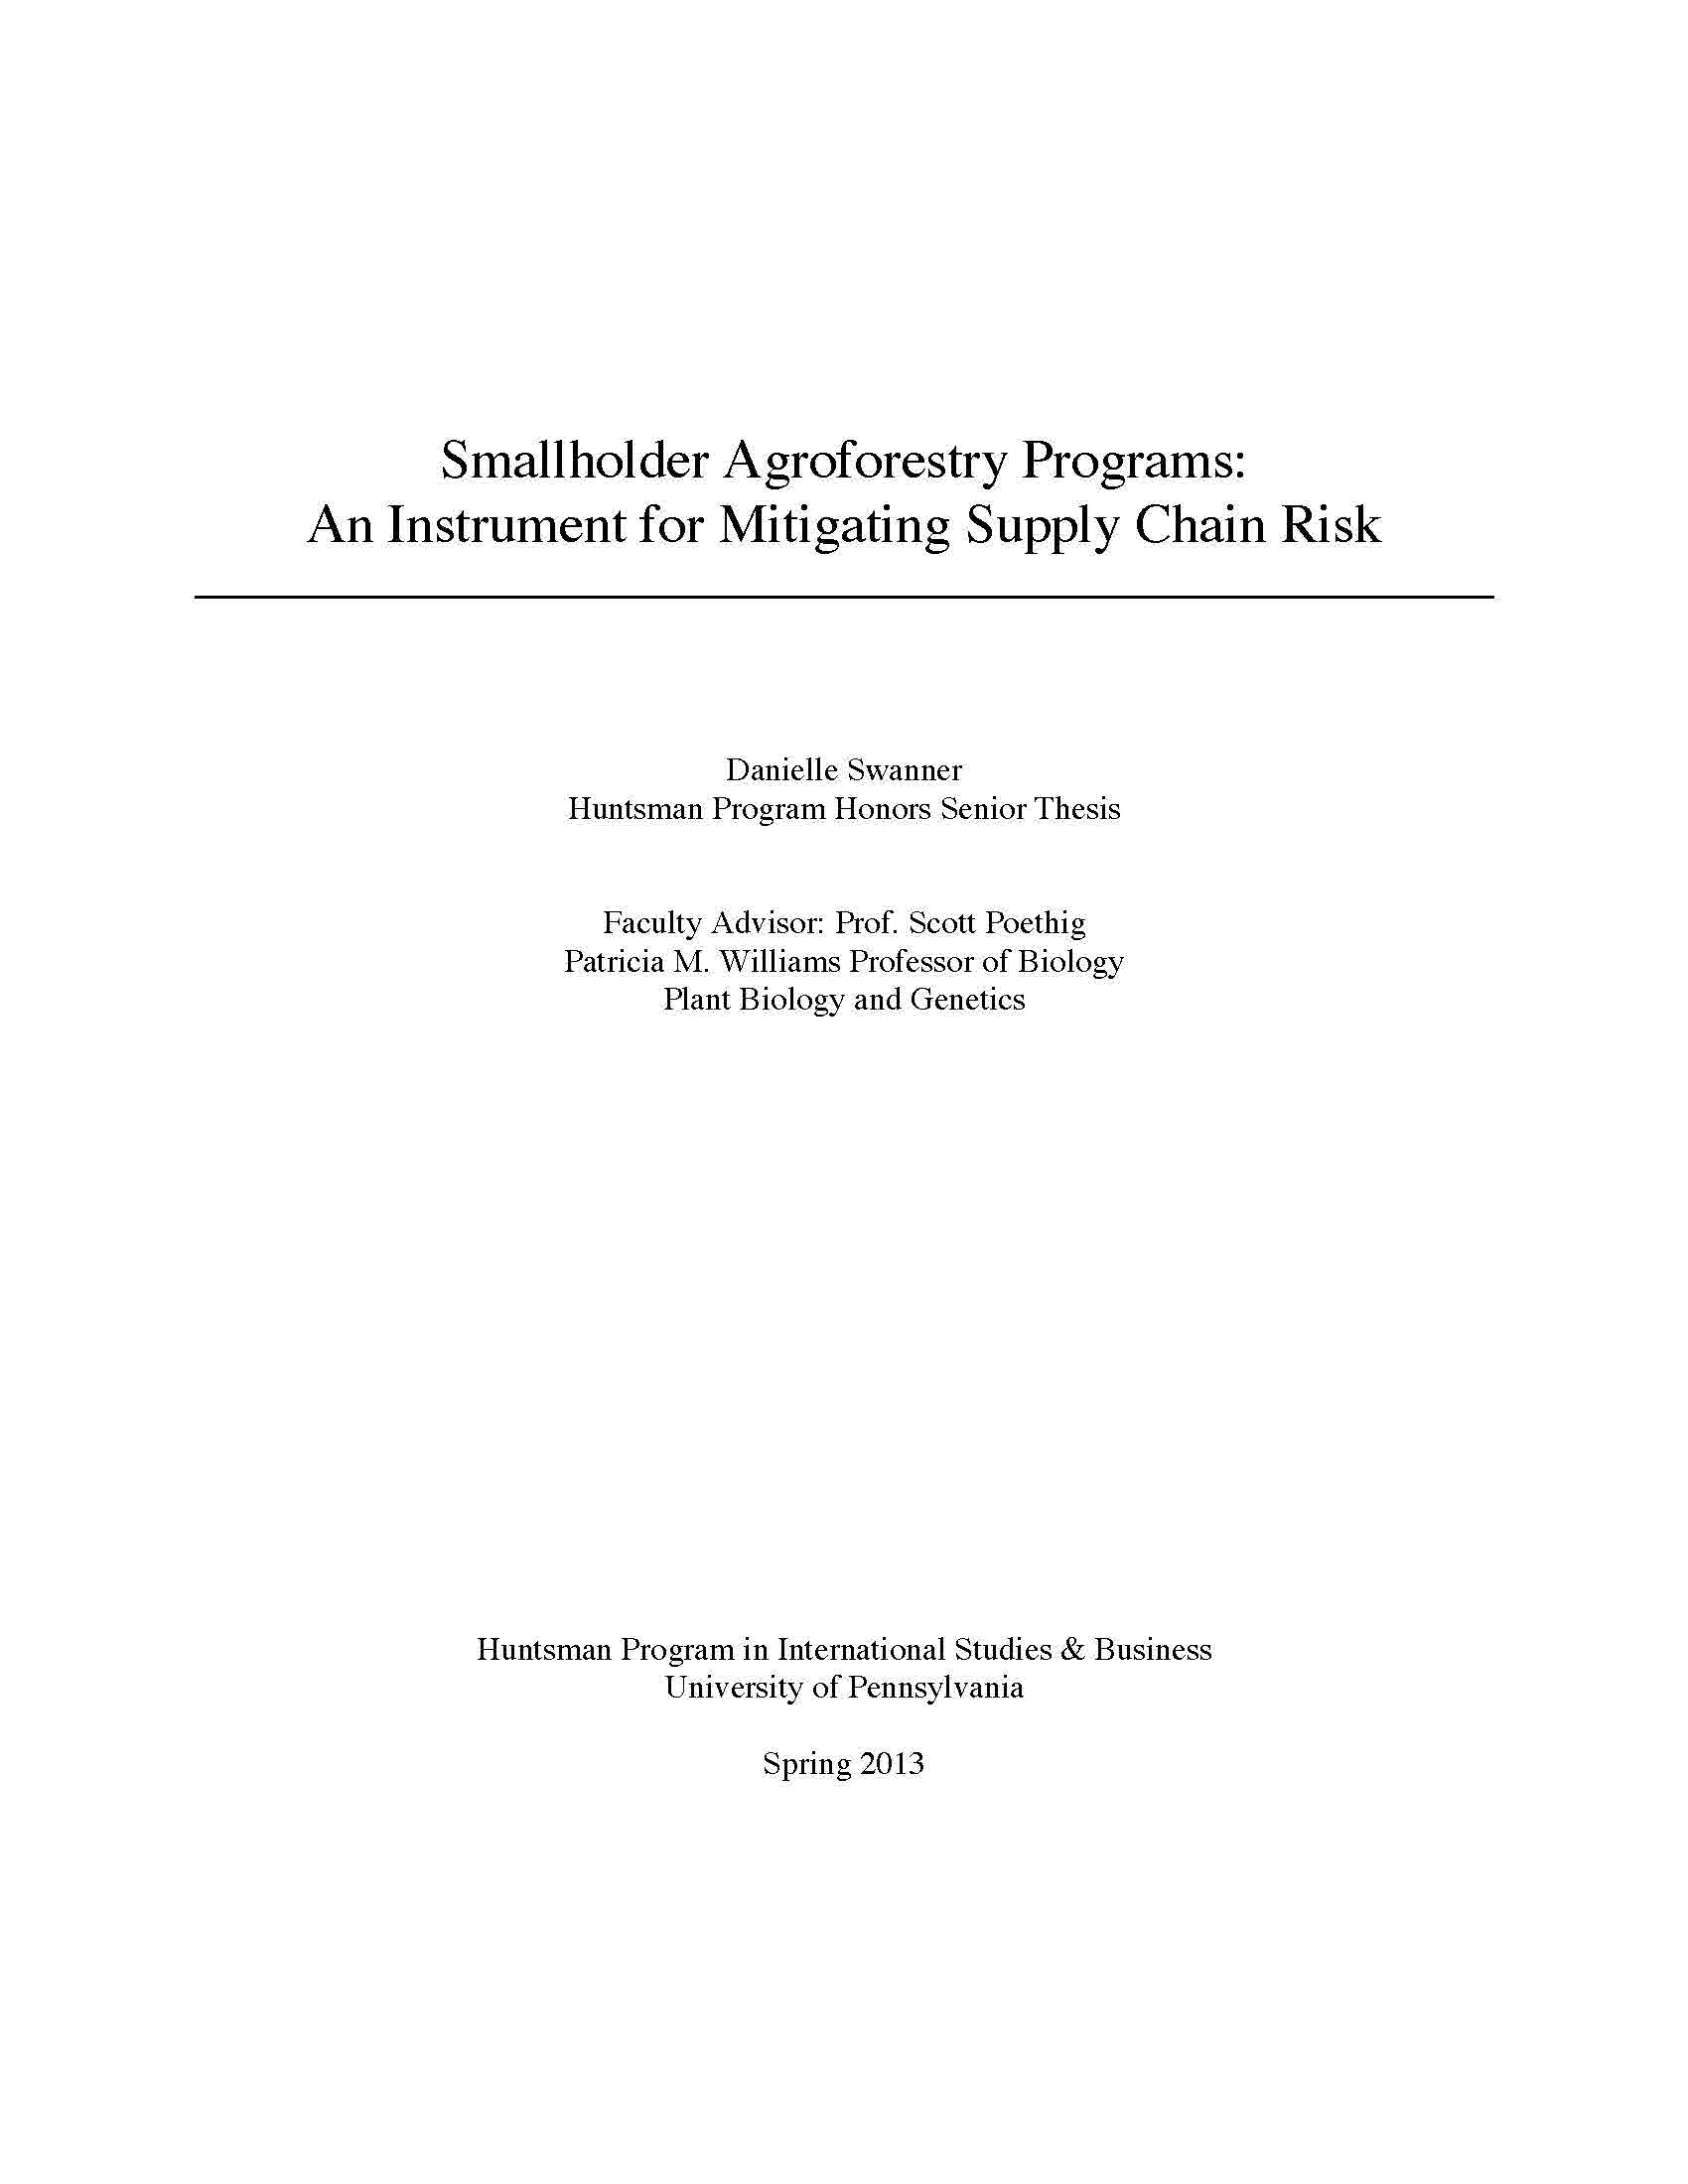 Smallholder Agroforestry Programs:
An Instrument for Mitigating Supply Chain Risk
Danielle Swanner
Huntsman Program Honors Senior Thesis
Faculty Advisor: Prof. Scott Poethig
Patricia M. Williams Professor of Biology
Plant Biology and Genetics
Huntsman Program in International Studies & Business
University of Pennsylvania
Spring 2013